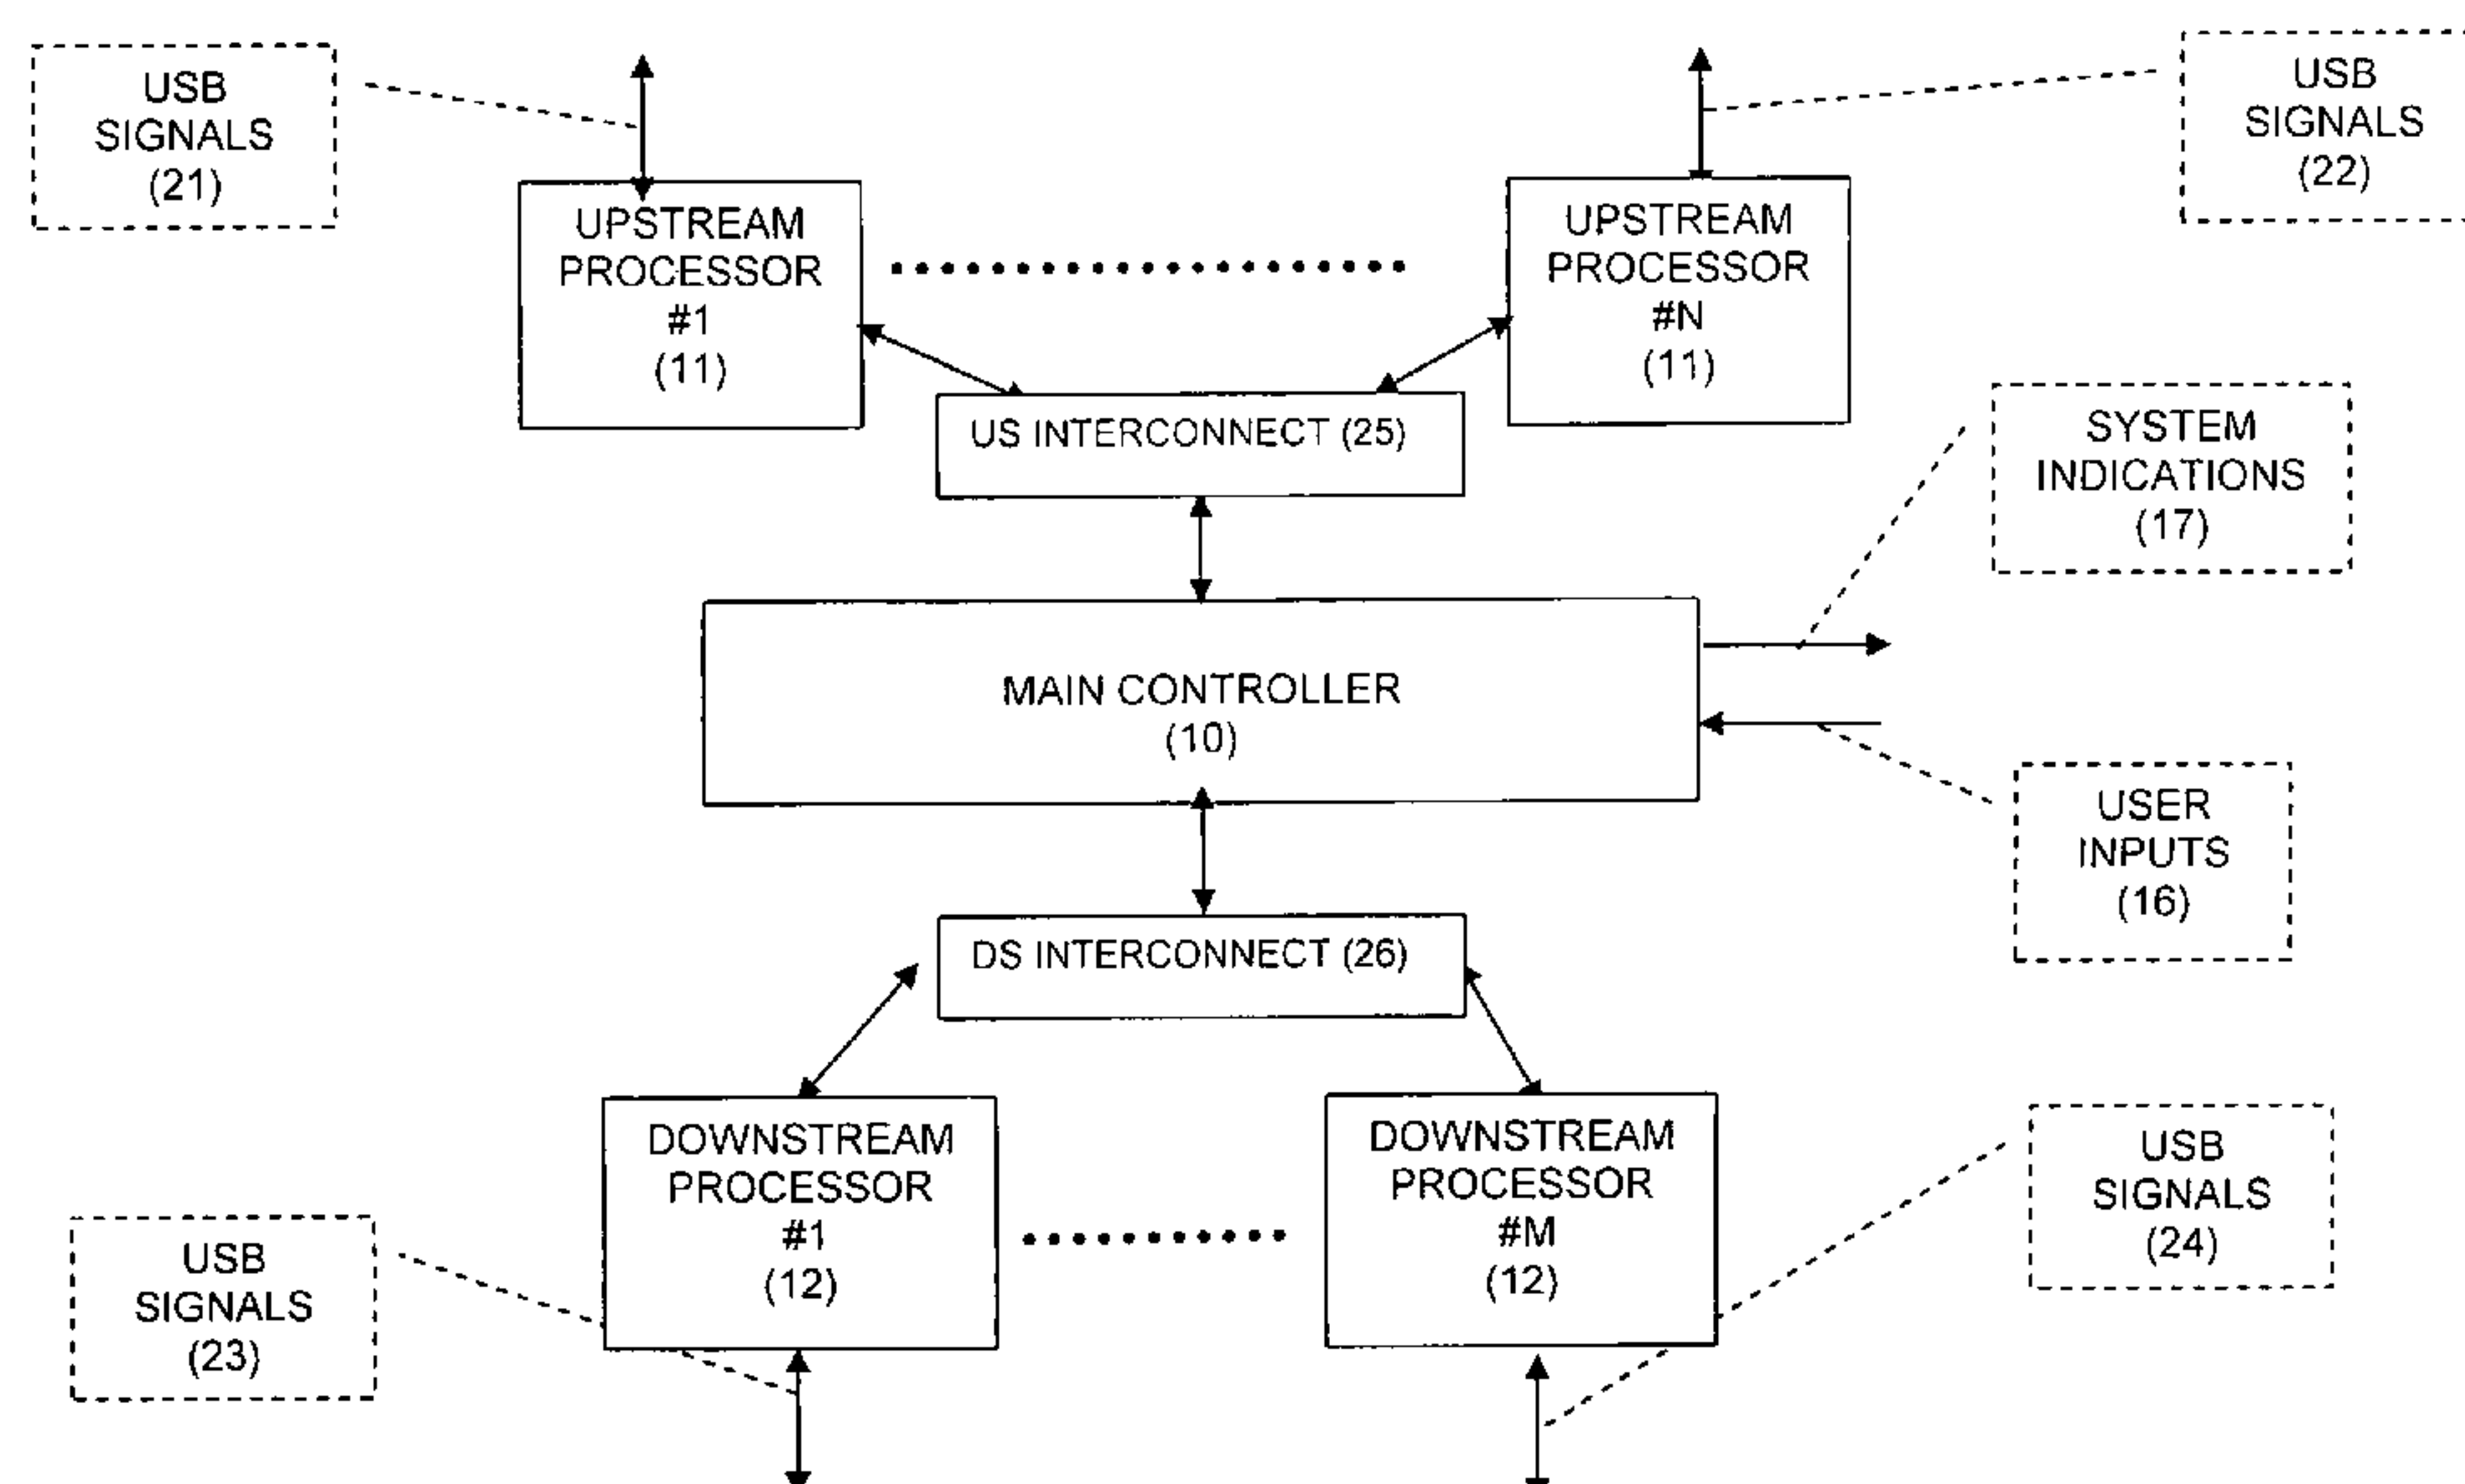 USB
SIGNALS
(21)
USB
SIGNALS
(22)
UPSTREAM
PROCESSOR
#1
(11)
UPSTREAM
PROCESSOR
#N
(11)
US INTERCONNECT (25)
SYSTEM
INDICATIONS
(17)
MAIN CONTROLLER
(10)
USER
INPUTS
(16)
DS INTERCONNECT (26)
DOWNSTREAM
PROCESSOR
#1
(12)
DOWNSTREAM
PROCESSOR
#M
(12)
USB
SIGNALS
(23)
USB
SIGNALS
(24)